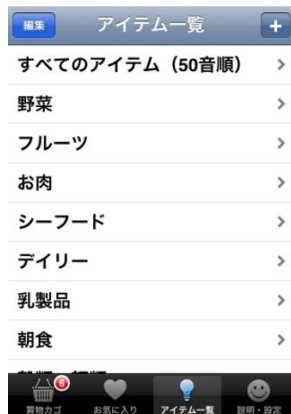 編集
アイテム一覧
+
すべてのアイテム（50音順）
野菜
フルーツ
お肉
シーフード
デイリー
乳製品
朝食
6
買物カゴ
お気に入り
アイテム一覧
説明・設定